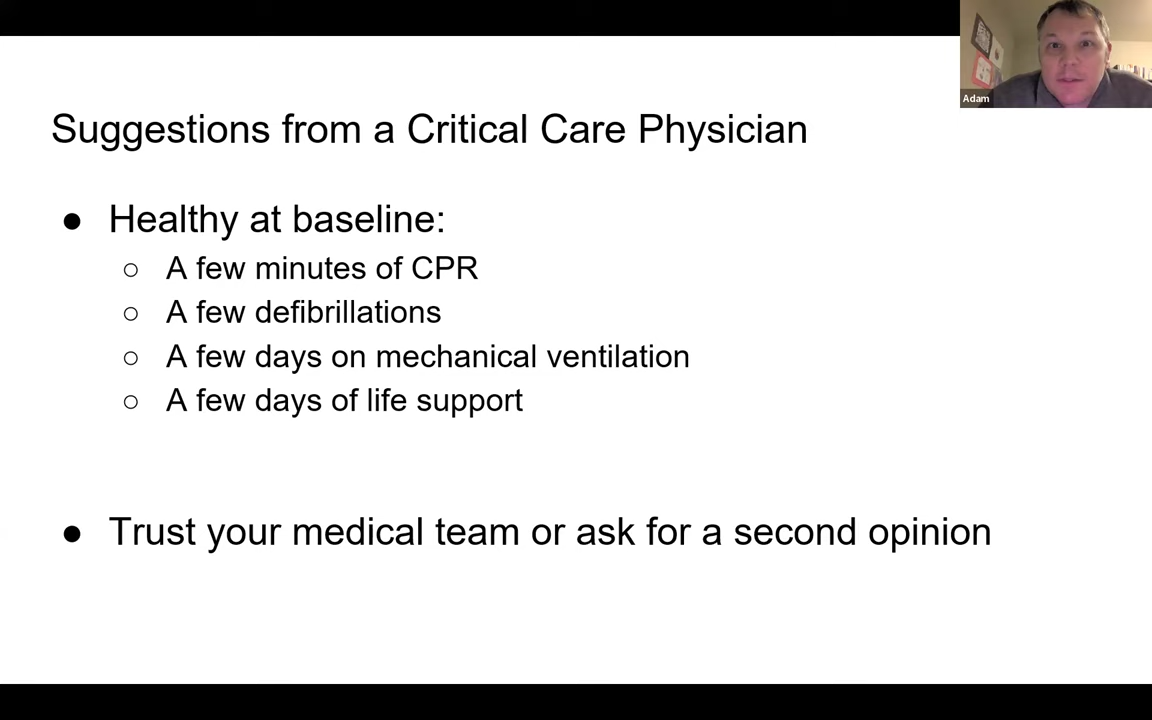 Adam
Suggestions from a Critical Care Physician
● Healthy at baseline:
○ A few minutes of CPR
○ A few defibrillations
○ A few days on mechanical ventilation
○ A few days of life support
● Trust your medical team or ask for a second opinion